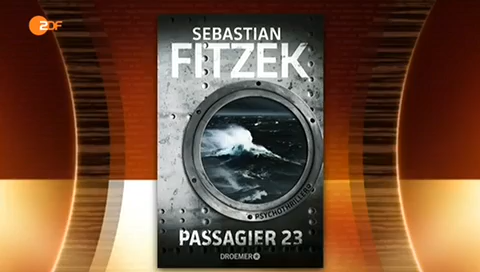 ZDF
SEBASTIAN
FITZEK
PSYCHOTHRILLER
PASSAGIER 23
DROEMER